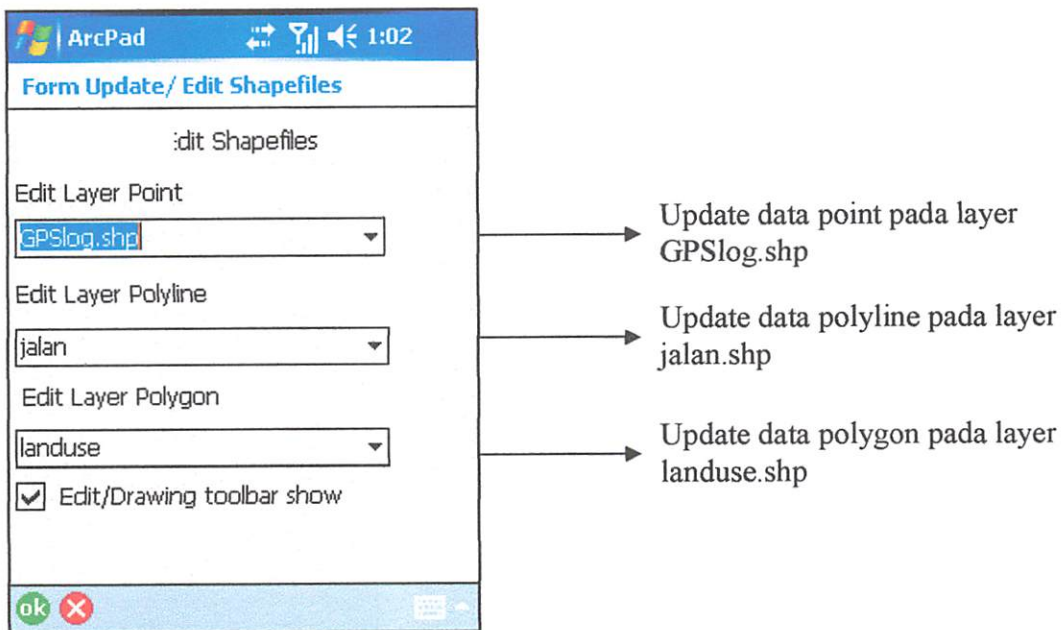 ArcPad 1:02
Form Update/ Edit Shapefiles
dit Shapefiles
Edit Layer Point
GPSlog.shp
Update data point pada layer
GPSlog.shp
Edit Layer Polyline
jalan
Update data polyline pada layer
jalan.shp
Edit Layer Polygon
landuse
Update data polygon pada layer
landuse.shp
Edit/Drawing toolbar show
ok